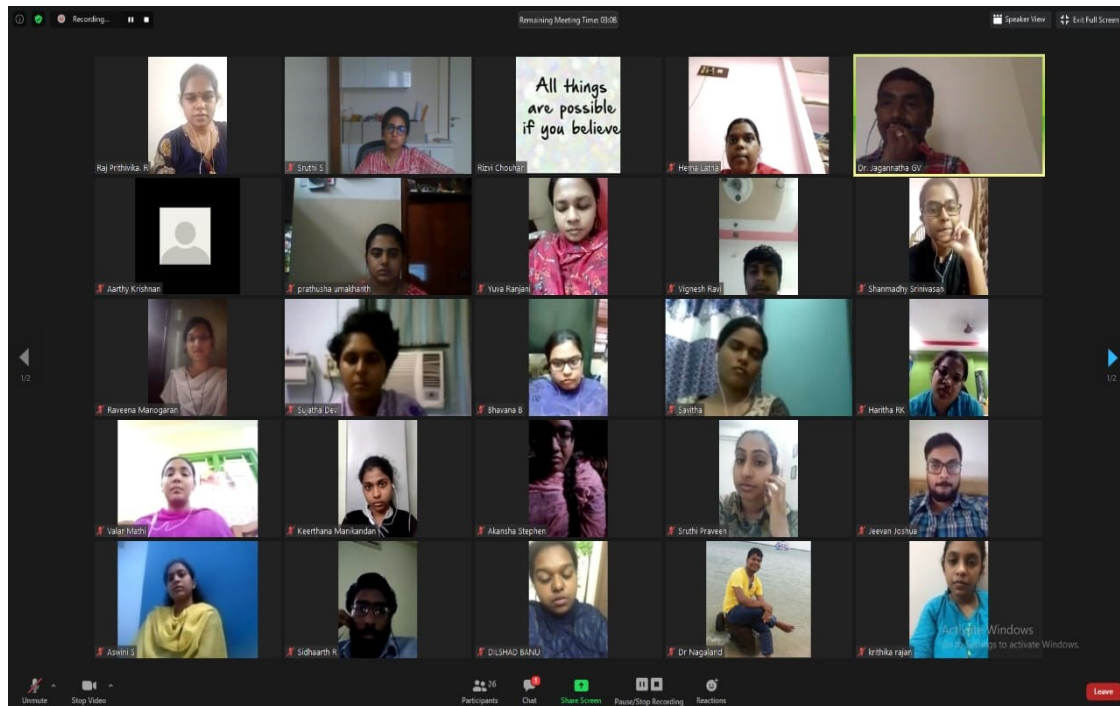 Recording...
Remaining Meeting Time: 03:08
Speaker View
Exit Full Screen
All things
are possible
if you believe
Raj Prithivika. R
Sruthi S
Rizvi Chouhan
Hema Latha
Dr. Jagannatha GV
Aarthy Krishnan
prathusha umakhanth
Yuva Ranjani
Vignesh Ravi
Shanmadhy Srinivasan
1/2
1/2
Raveena Manogaran
Sujatha Devi
Bhavana B
Savitha
Haritha RK
Valar Mathi
Keerthana Manikandan
Akansha Stephen
Sruthi Praveen
Jeevan Joshua
Aswini S
Sidhaarth R
DILSHAD BANU
Dr Nagaland
krithika rajan
Activate Windows
Go to Settings to activate Windows.
Unmute
Stop Video
26
Participants
1
Chat
Share Screen
Pause/Stop Recording
Reactions
Leave